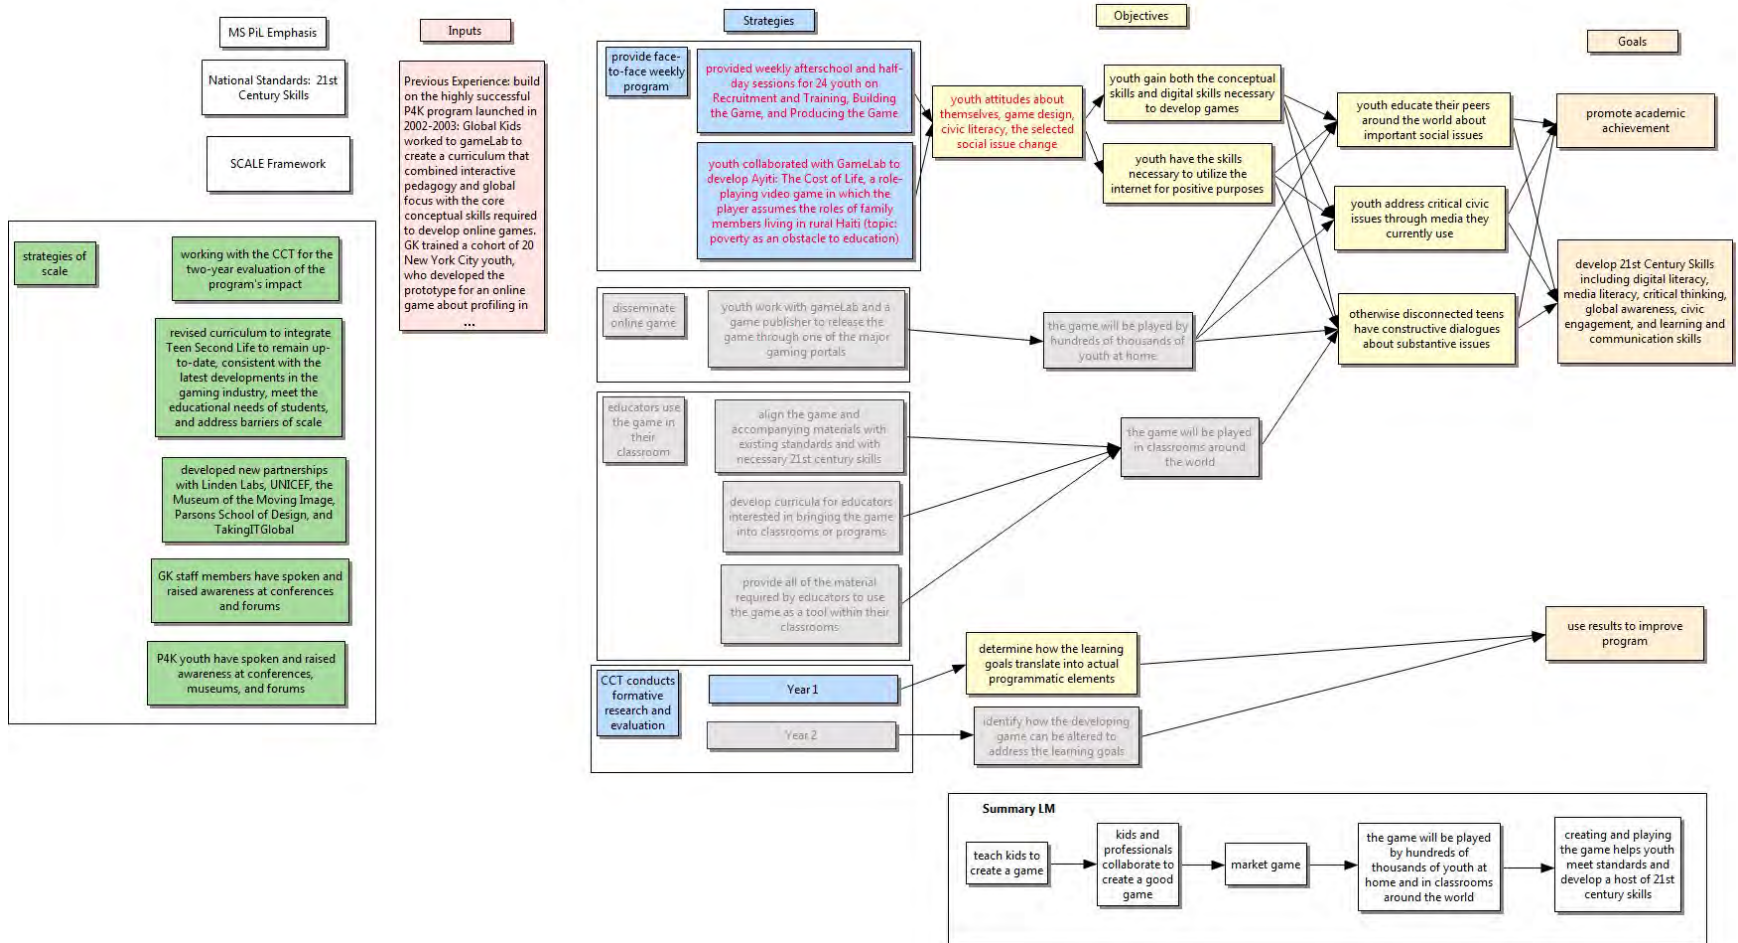 MS PiL Emphasis
National Standards: 21st
Century Skills
SCALE Framework
strategies of
scale
working with the CCT for the
two-year evaluation of the
program's impact
revised curriculum to integrate
Teen Second Life to remain up-
to-date, consistent with the
latest developments in the
gaming industry, meet the
educational needs of students,
and address barriers of scale
developed new partnerships
with Linden Labs, UNICEF, the
Museum of the Moving Image,
Parsons School of Design, and
TakingITGlobal
GK staff members have spoken and
raised awareness at conferences
and forums
P4K youth have spoken and raised
awareness at conferences,
museums, and forums
Inputs
Previous Experience: build
on the highly successful
P4K program launched in
2002-2003: Global Kids
worked to gameLab to
create a curriculum that
combined interactive
pedagogy and global
focus with the core
conceptual skills required
to develop online games.
GK trained a cohort of 20
New York City youth,
who developed the
prototype for an online
game about profiling in
...
Strategies
provide face-
to-face weekly
program
provided weekly afterschool and half-
day sessions for 24 youth on
Recruitment and Training, Building
the Game, and Producing the Game
youth collaborated with GameLab to
develop Ayiti: The Cost of Life, a role-
playing video game in which the
player assumes the roles of family
members living in rural Haiti (topic:
poverty as an obstacle to education)
disseminate
online game
youth work with gameLab and a
game publisher to release the
game through one of the major
gaming portals
educators use
the game in
their
classroom
align the game and
accompanying materials with
existing standards and with
necessary 21st century skills
develop curricula for educators
interested in bringing the game
into classrooms or programs
provide all of the material
required by educators to use
the game as a tool within their
classrooms
CCT conducts
formative
research and
evaluation
Year 1
Year 2
Objectives
youth attitudes about
themselves, game design,
civic literacy, the selected
social issue change
youth gain both the conceptual
skills and digital skills necessary
to develop games
youth have the skills
necessary to utilize the
internet for positive purposes
the game will be played by
hundreds of thousands of
youth at home
the game will be played
in classrooms around
the world
determine how the learning
goals translate into actual
programmatic elements
identify how the developing
game can be altered to
address the learning goals
youth educate their peers
around the world about
important social issues
youth address critical civic
issues through media they
currently use
otherwise disconnected teens
have constructive dialogues
about substantive issues
Goals
promote academic
achievement
develop 21st Century Skills
including digital literacy,
media literacy, critical thinking,
global awareness, civic
engagement, and learning and
communication skills
use results to improve
program
Summary LM
teach kids to
create a game
kids and
professionals
collaborate to
create a good
game
market game
the game will be played
by hundreds of
thousands of youth at
home and in classrooms
around the world
creating and playing
the game helps youth
meet standards and
develop a host of 21st
century skills